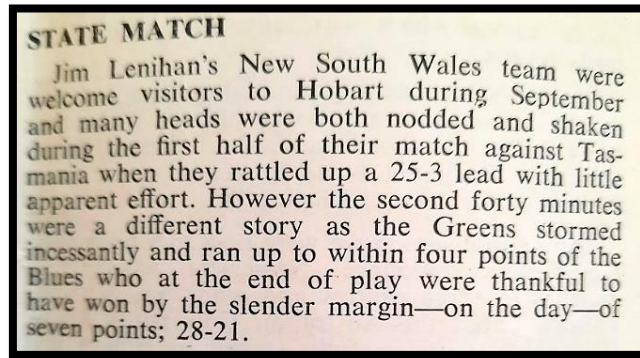 STATE MATCH
Jim Lenihan's New South Wales team were
welcome visitors to Hobart during September
and many heads were both nodded and shaken
during the first half of their match against Tas-
mania when they rattled up a 25-3 lead with little
apparent effort. However the second forty minutes
were a different story as the Greens stormed
incessantly and ran up to within four points of the
Blues who at the end of play were thankful to
have won by the slender margin—on the day—of
seven points; 28-21.